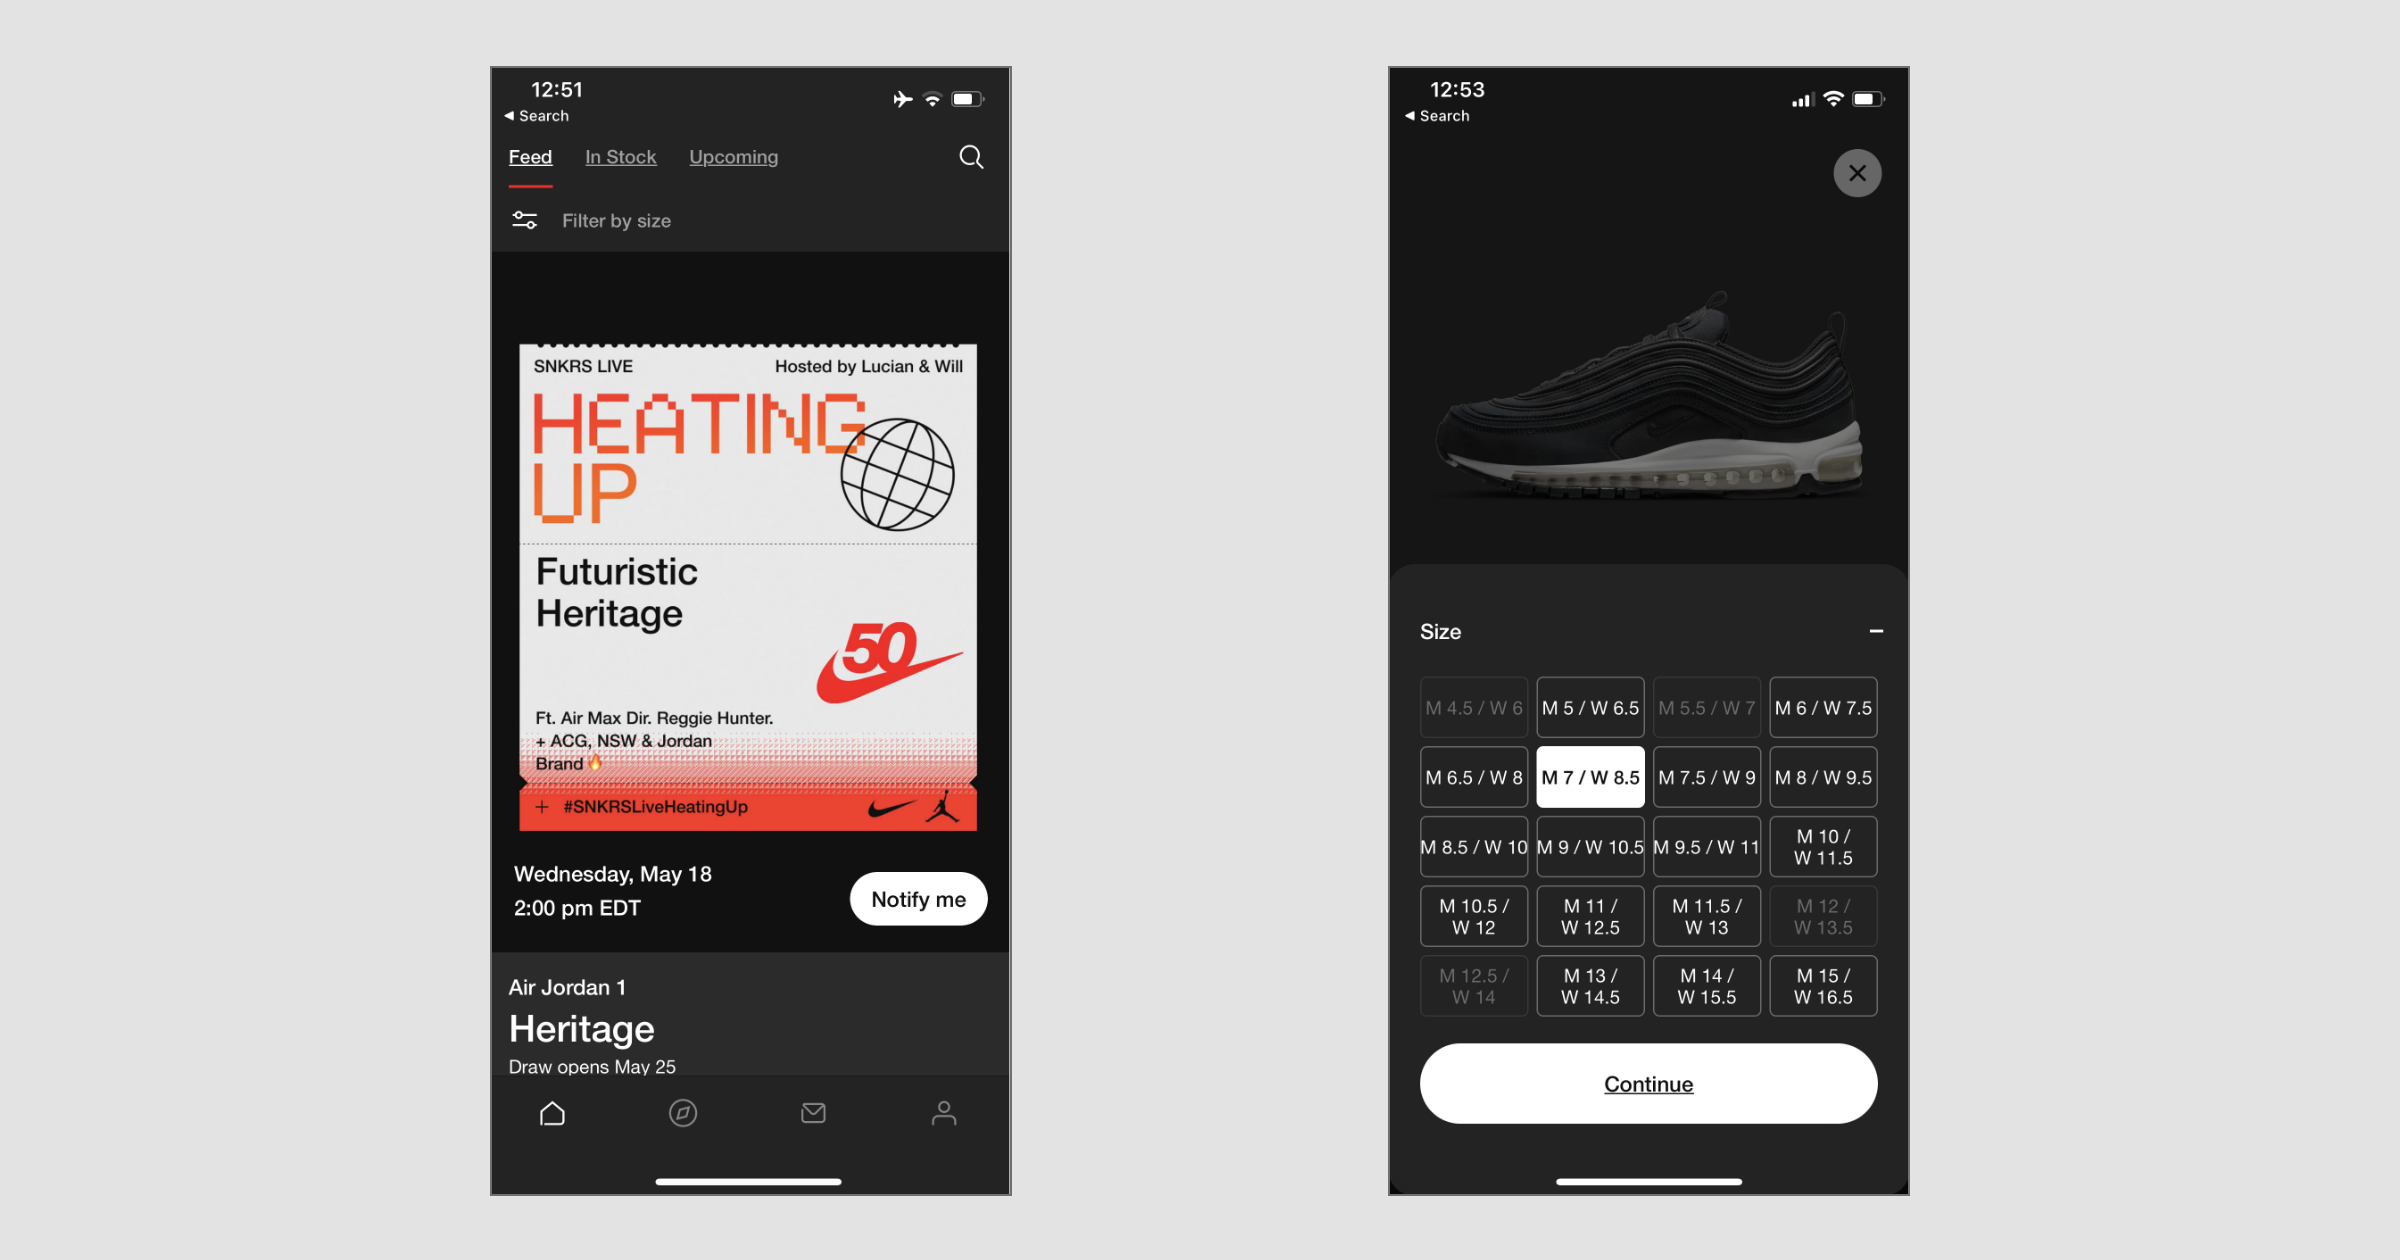 12:51
◀ Search
Feed In Stock Upcoming
Filter by size
SNKRS LIVE Hosted by Lucian & Will
HEATING
UP
Futuristic
Heritage
50
Ft. Air Max Dir. Reggie Hunter.
+ ACG, NSW & Jordan
Brand 🔥
+ #SNKRSLiveHeatingUp
Wednesday, May 18
2:00 pm EDT
Notify me
Air Jordan 1
Heritage
Draw opens May 25
12:53
◀ Search
Size
M 4.5 / W 6
M 5 / W 6.5
M 5.5 / W 7
M 6 / W 7.5
M 6.5 / W 8
M 7 / W 8.5
M 7.5 / W 9
M 8 / W 9.5
M 8.5 / W 10
M 9 / W 10.5
M 9.5 / W 11
M 10 /
W 11.5
M 10.5 /
W 12
M 11 /
W 12.5
M 11.5 /
W 13
M 12 /
W 13.5
M 12.5 /
W 14
M 13 /
W 14.5
M 14 /
W 15.5
M 15 /
W 16.5
Continue